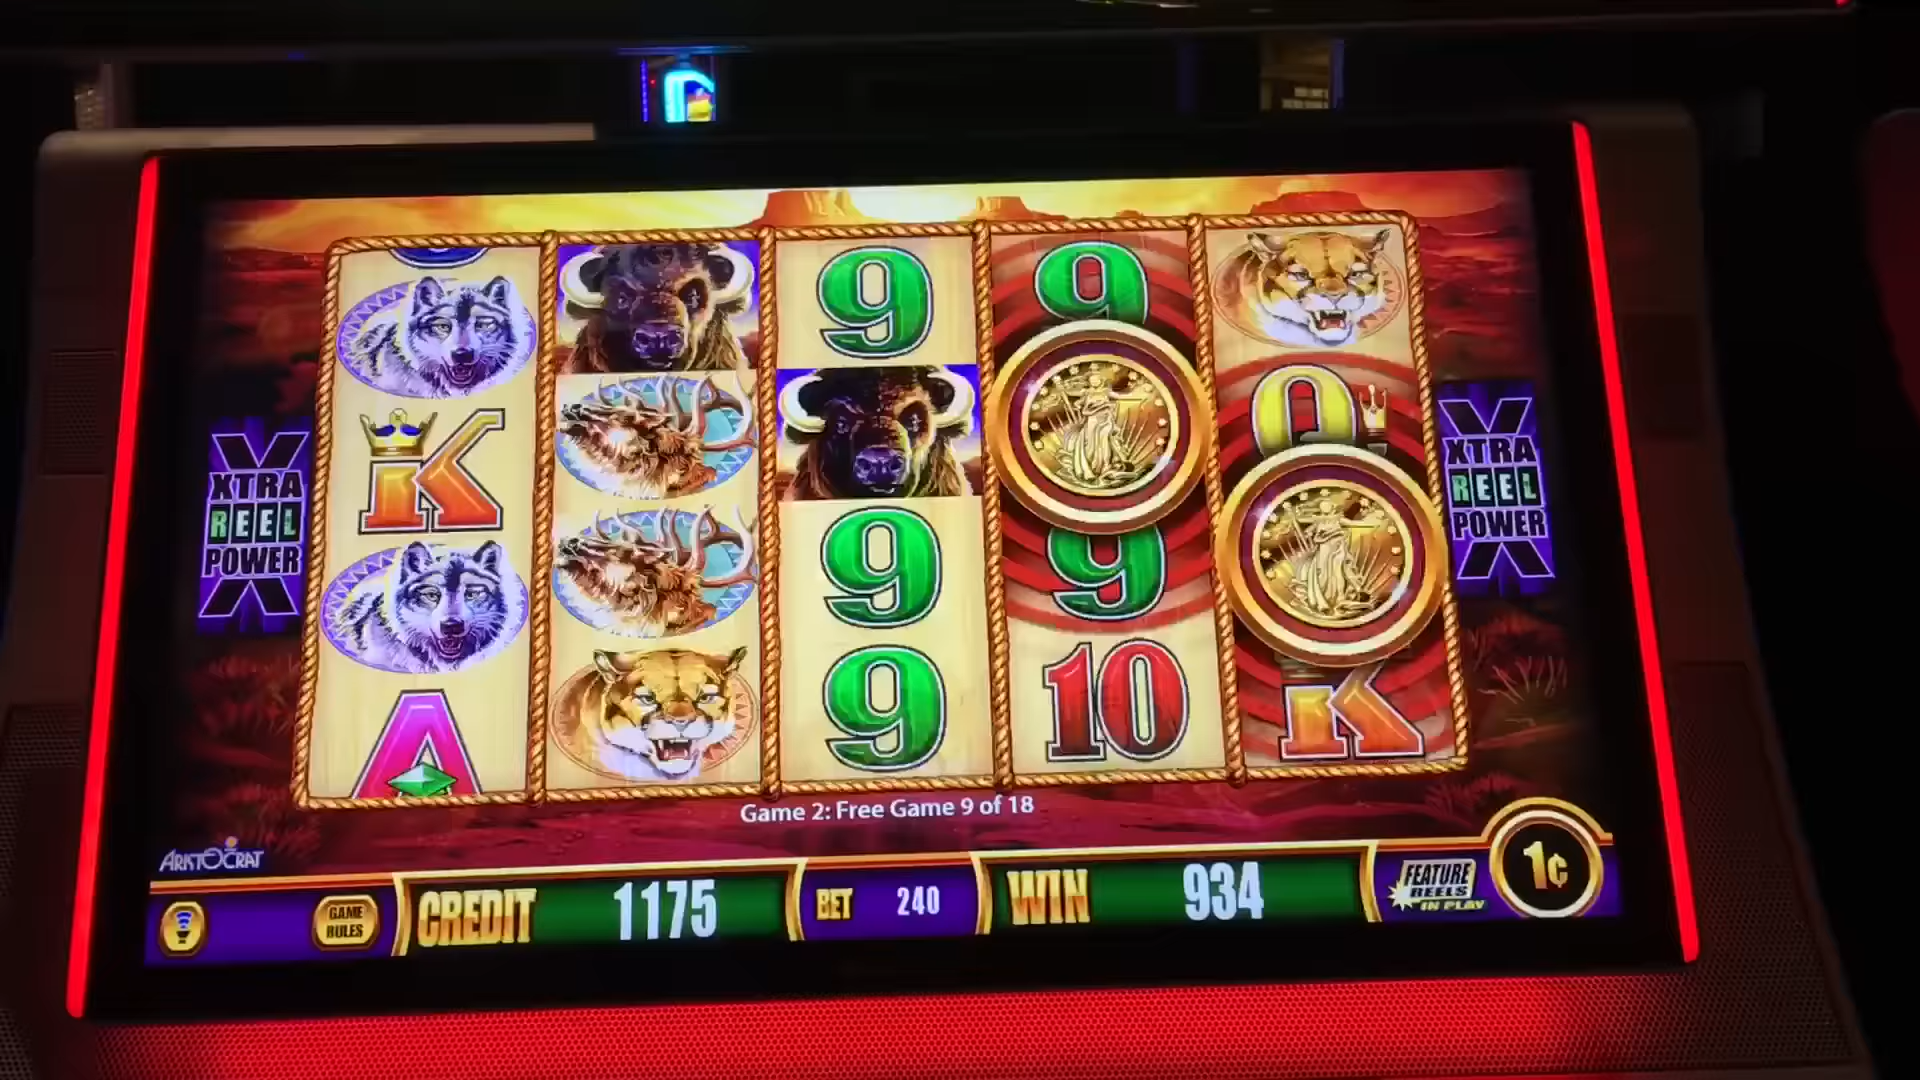 9
9
K
Q
XTRA
REEL
POWER
X
XTRA
REEL
POWER
X
9
9
9
10
K
A
Game 2: Free Game 9 of 18
ARISTOCRAT
GAME
RULES
CREDIT 1175
BET 240
WIN 934
FEATURE
REELS
IN PLAY
1¢